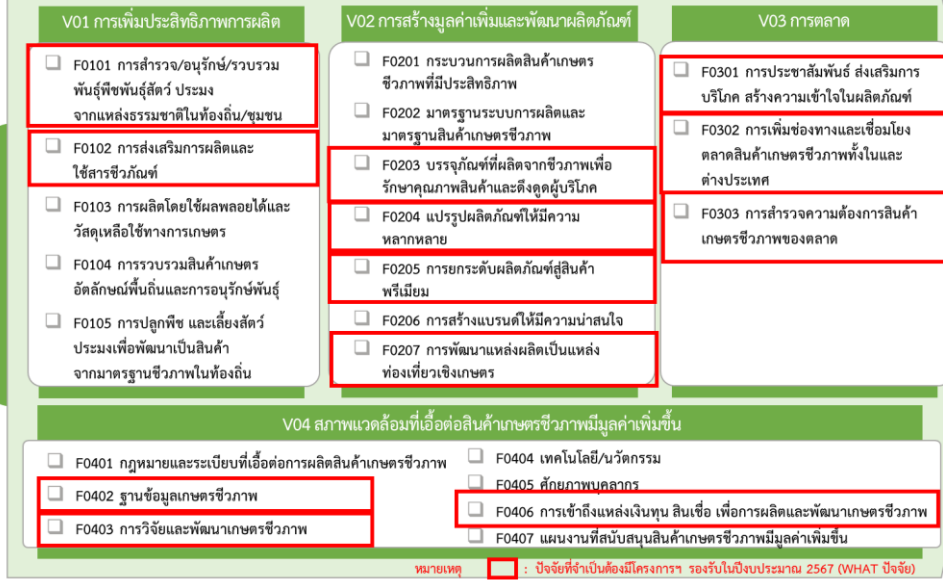 V01 การเพิ่มประสิทธิภาพการผลิต
F0101 การสำรวจ/อนุรักษ์/รวบรวม
พันธุ์พืชพันธุ์สัตว์ ประมง
จากแหล่งธรรมชาติในท้องถิ่น/ชุมชน
F0102 การส่งเสริมการผลิตและ
ใช้สารชีวภัณฑ์
F0103 การผลิตโดยใช้ผลพลอยได้และ
วัสดุเหลือใช้ทางการเกษตร
F0104 การรวบรวมสินค้าเกษตร
อัตลักษณ์พื้นถิ่นและการอนุรักษ์พันธุ์
F0105 การปลูกพืช และเลี้ยงสัตว์
ประมงเพื่อพัฒนาเป็นสินค้า
จากมาตรฐานชีวภาพในท้องถิ่น
V02 การสร้างมูลค่าเพิ่มและพัฒนาผลิตภัณฑ์
F0201 กระบวนการผลิตสินค้าเกษตร
ชีวภาพที่มีประสิทธิภาพ
F0202 มาตรฐานระบบการผลิตและ
มาตรฐานสินค้าเกษตรชีวภาพ
F0203 บรรจุภัณฑ์ที่ผลิตจากชีวภาพเพื่อ
รักษาคุณภาพสินค้าและดึงดูดผู้บริโภค
F0204 แปรรูปผลิตภัณฑ์ให้มีความ
หลากหลาย
F0205 การยกระดับผลิตภัณฑ์สู่สินค้า
พรีเมียม
F0206 การสร้างแบรนด์ให้มีความน่าสนใจ
F0207 การพัฒนาแหล่งผลิตเป็นแหล่ง
ท่องเที่ยวเชิงเกษตร
V03 การตลาด
F0301 การประชาสัมพันธ์ ส่งเสริมการ
บริโภค สร้างความเข้าใจในผลิตภัณฑ์
F0302 การเพิ่มช่องทางและเชื่อมโยง
ตลาดสินค้าเกษตรชีวภาพทั้งในและ
ต่างประเทศ
F0303 การสำรวจความต้องการสินค้า
เกษตรชีวภาพของตลาด
V04 สภาพแวดล้อมที่เอื้อต่อสินค้าเกษตรชีวภาพมีมูลค่าเพิ่มขึ้น
F0401 กฎหมายและระเบียบที่เอื้อต่อการผลิตสินค้าเกษตรชีวภาพ
F0402 ฐานข้อมูลเกษตรชีวภาพ
F0403 การวิจัยและพัฒนาเกษตรชีวภาพ
F0404 เทคโนโลยี/นวัตกรรม
F0405 ศักยภาพบุคลากร
F0406 การเข้าถึงแหล่งเงินทุน สินเชื่อ เพื่อการผลิตและพัฒนาเกษตรชีวภาพ
F0407 แผนงานที่สนับสนุนสินค้าเกษตรชีวภาพมีมูลค่าเพิ่มขึ้น
หมายเหตุ : ปัจจัยที่จำเป็นต้องมีโครงการฯ รองรับในปีงบประมาณ 2567 (WHAT ปัจจัย)